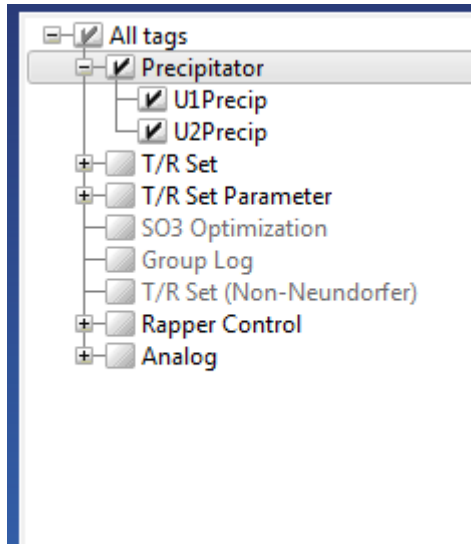 All tags
Precipitator
U1Precip
U2Precip
T/R Set
T/R Set Parameter
SO3 Optimization
Group Log
T/R Set (Non-Neundorfer)
Rapper Control
Analog